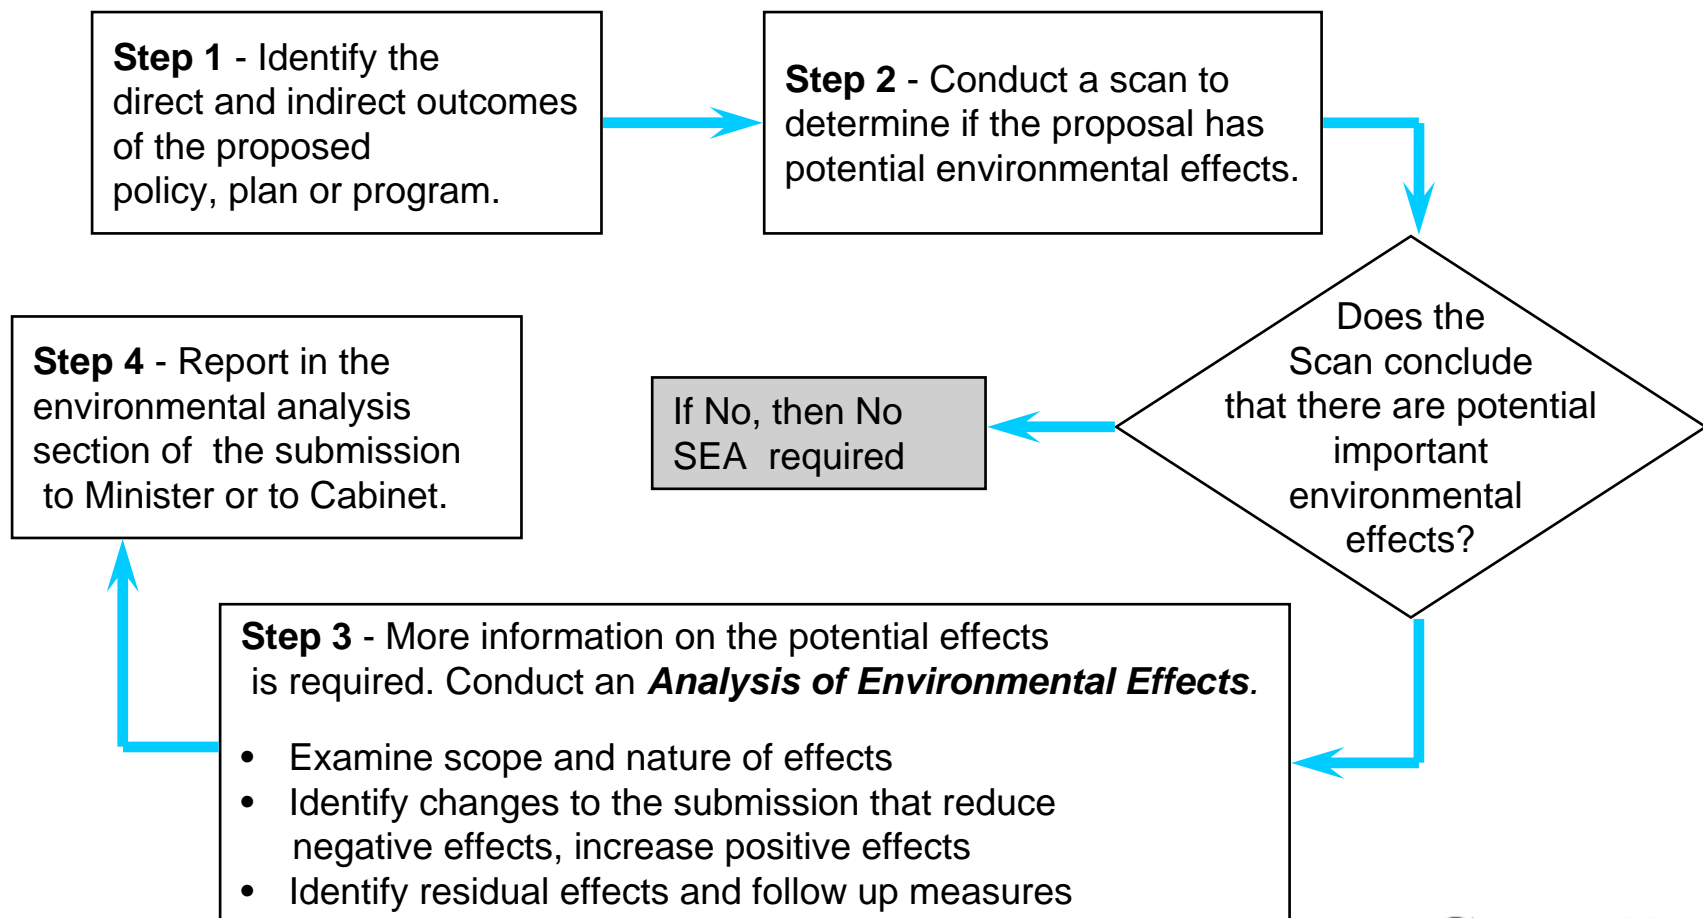 Step 1 - Identify the
direct and indirect outcomes
of the proposed
policy, plan or program.
Step 2 - Conduct a scan to
determine if the proposal has
potential environmental effects.
Does the
Scan conclude
that there are potential
important
environmental
effects?
If No, then No
SEA required
Step 3 - More information on the potential effects
is required. Conduct an Analysis of Environmental Effects.
• Examine scope and nature of effects
• Identify changes to the submission that reduce
negative effects, increase positive effects
• Identify residual effects and follow up measures
Step 4 - Report in the
environmental analysis
section of the submission
to Minister or to Cabinet.